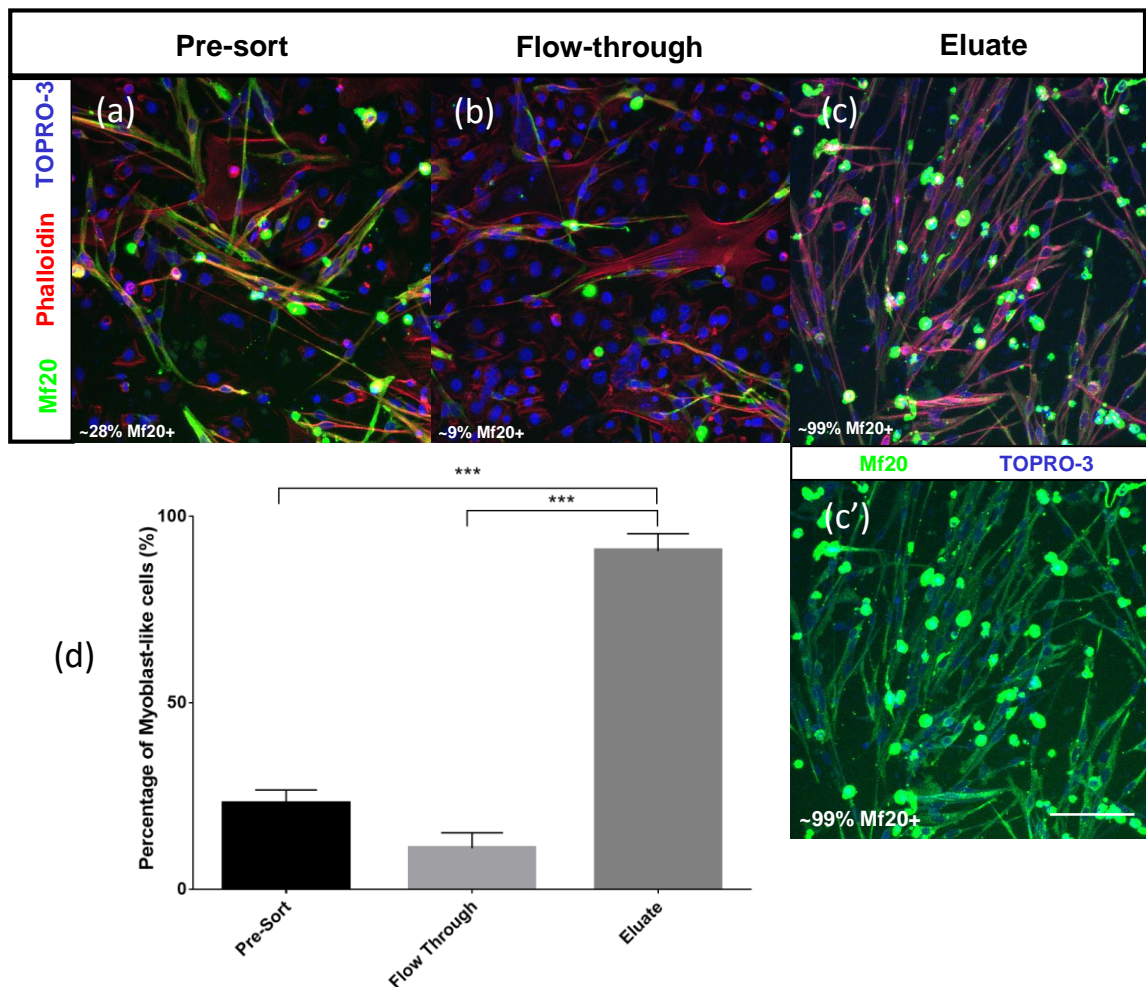 Pre-sort Flow-through Eluate
Mf20 Phalloidin TOPRO-3
(a)
(b)
(c)
~28% Mf20+
~9% Mf20+
~99% Mf20+
Mf20 TOPRO-3
(c’)
~99% Mf20+
(d)
***
***
Percentage of Myoblast-like cells (%)
100
50
0
Pre-Sort
Flow Through
Eluate